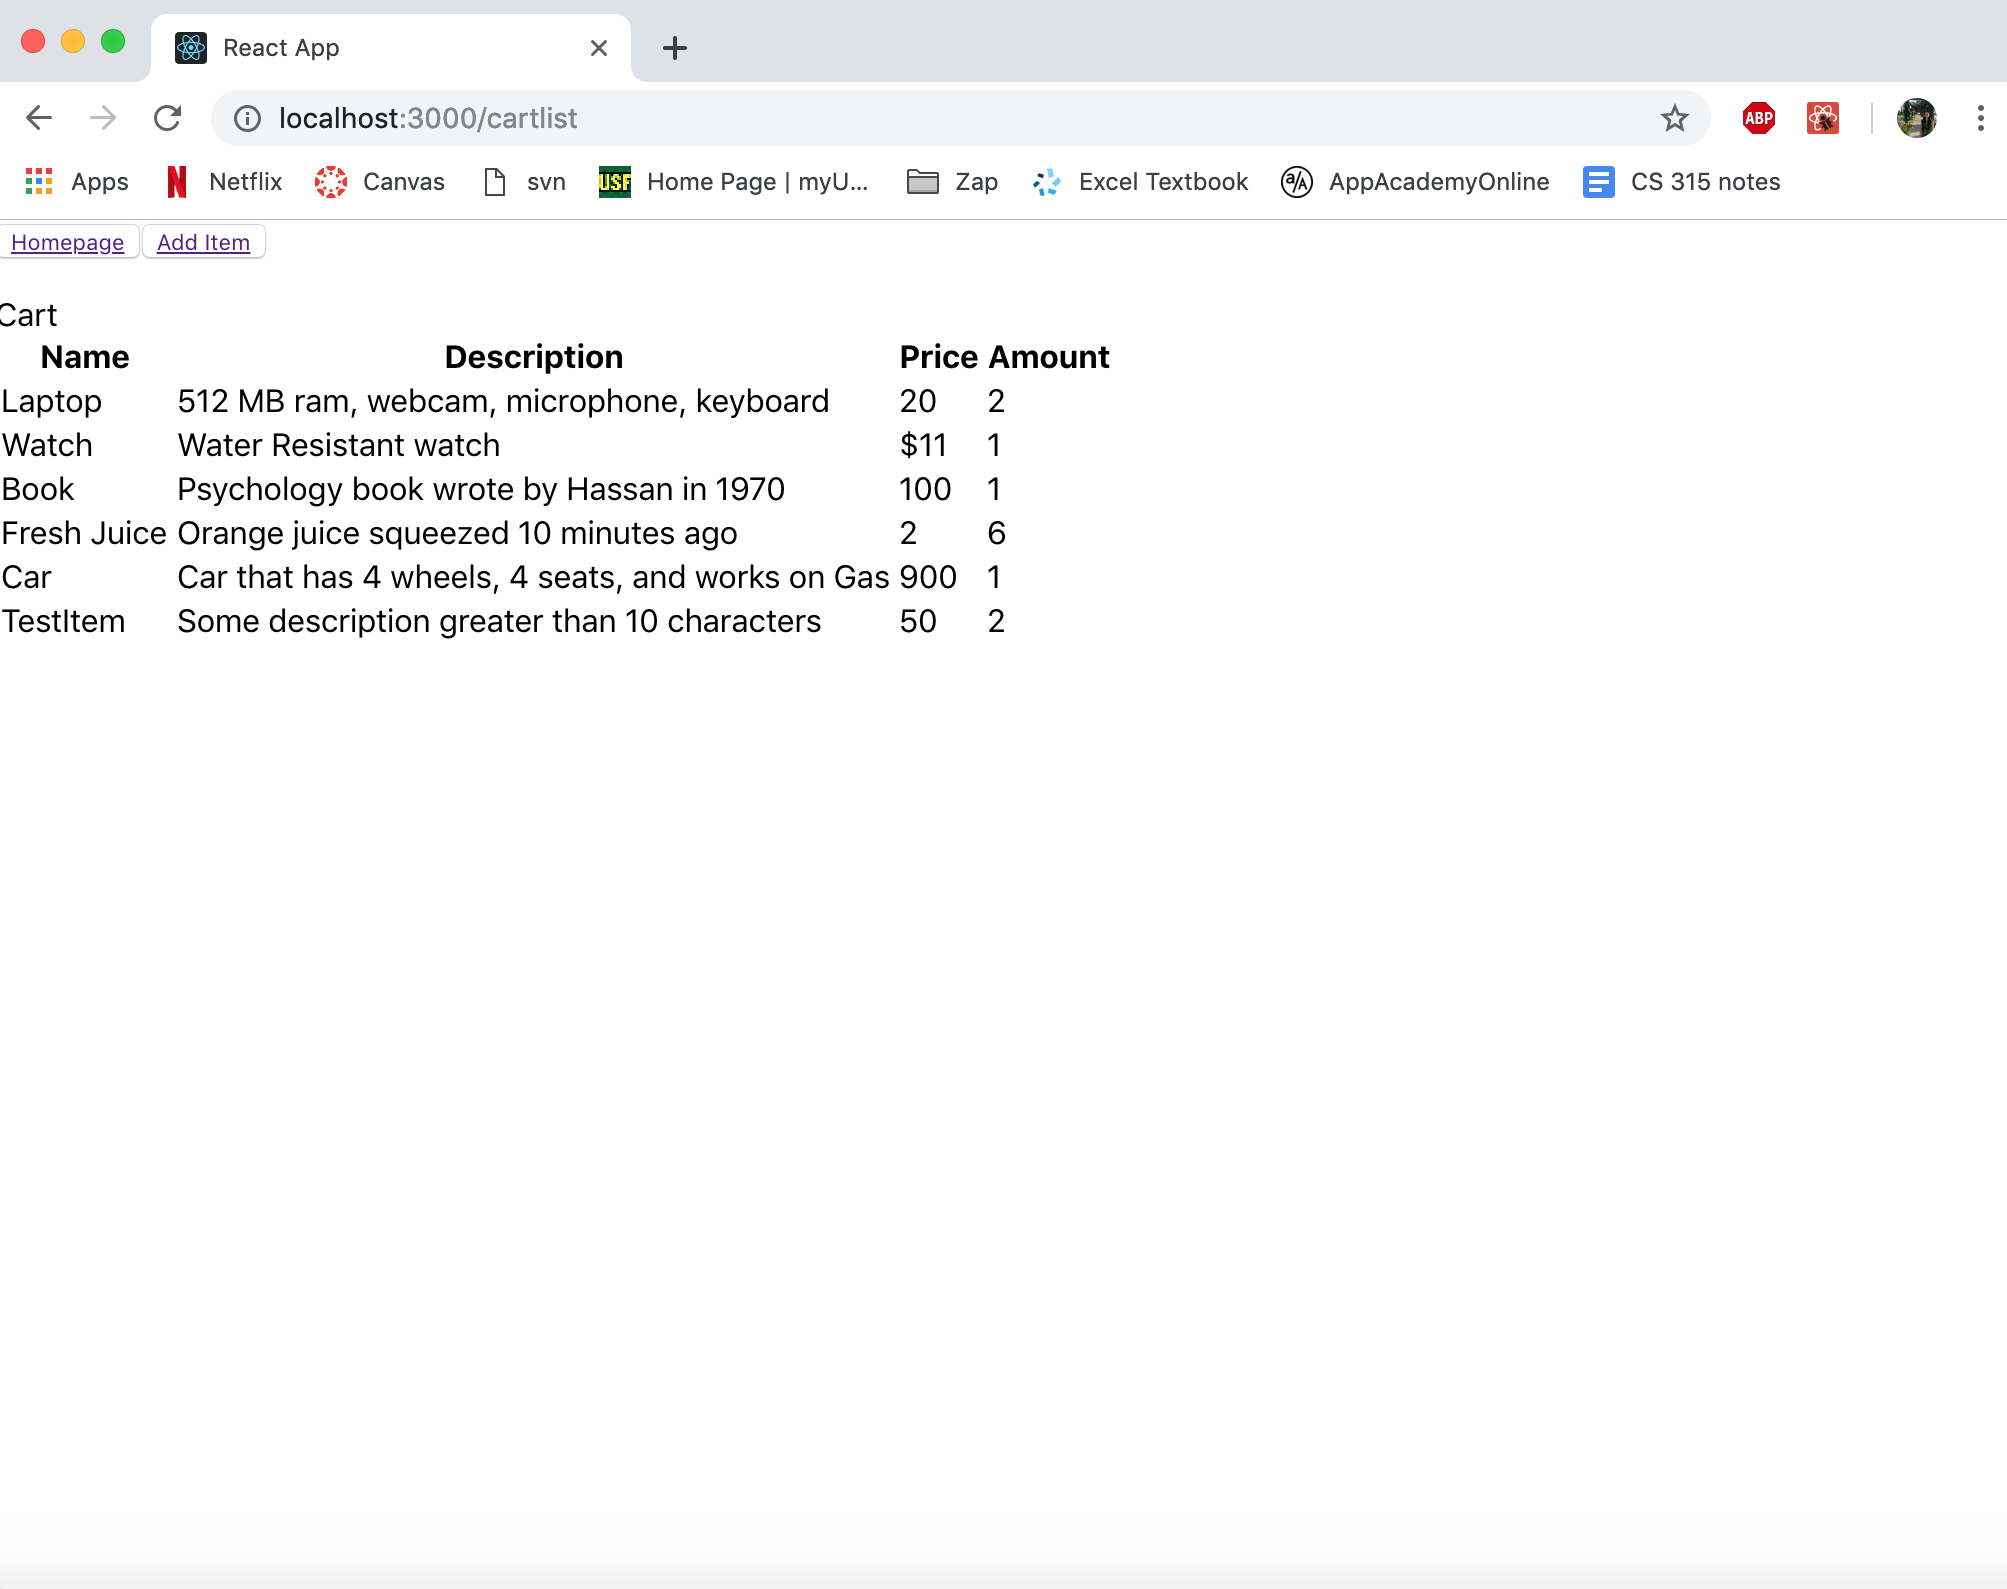 React App
localhost:3000/cartlist
ABP
Apps Netflix Canvas svn USF Home Page | myU... Zap Excel Textbook a/A AppAcademyOnline CS 315 notes
Homepage Add Item
Cart
Name Description Price Amount
Laptop 512 MB ram, webcam, microphone, keyboard 20 2
Watch Water Resistant watch $11 1
Book Psychology book wrote by Hassan in 1970 100 1
Fresh Juice Orange juice squeezed 10 minutes ago 2 6
Car Car that has 4 wheels, 4 seats, and works on Gas 900 1
TestItem Some description greater than 10 characters 50 2